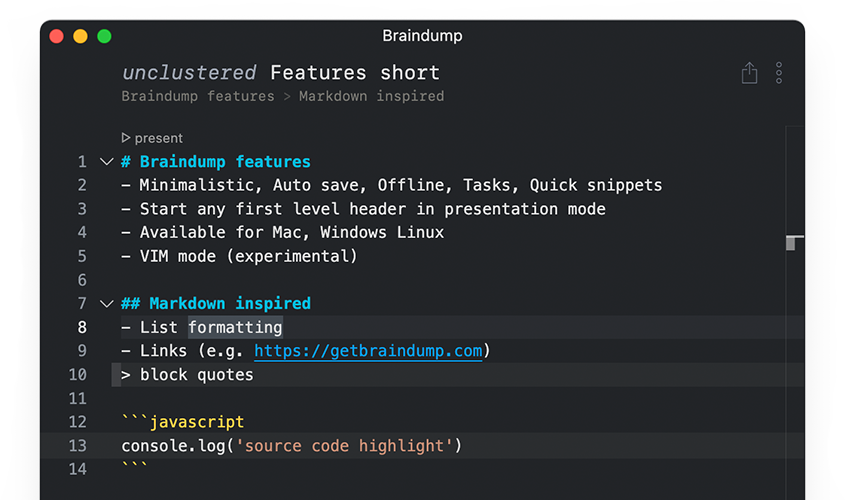 Braindump
unclustered Features short
Braindump features > Markdown inspired
present
1 # Braindump features
2 - Minimalistic, Auto save, Offline, Tasks, Quick snippets
3 - Start any first level header in presentation mode
4 - Available for Mac, Windows Linux
5 - VIM mode (experimental)
6
7 ## Markdown inspired
8 - List formatting
9 - Links (e.g. https://getbraindump.com)
10 > block quotes
11
12 ```javascript
13 console.log('source code highlight')
14 ```